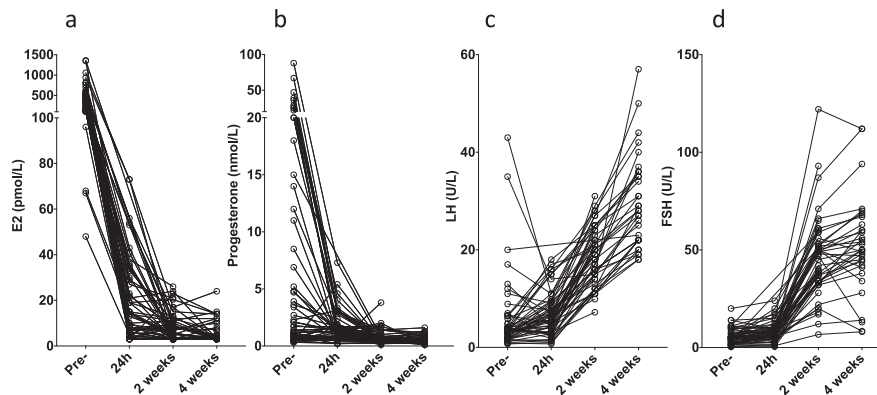 a
E2 (pmol/L)
1500
1000
500
100
80
60
40
20
0
Pre-
24h
2 weeks
4 weeks
b
Progesterone (nmol/L)
100
50
20
15
10
5
0
Pre-
24h
2 weeks
4 weeks
c
LH (U/L)
60
40
20
0
Pre-
24h
2 weeks
4 weeks
d
FSH (U/L)
150
100
50
0
Pre-
24h
2 weeks
4 weeks